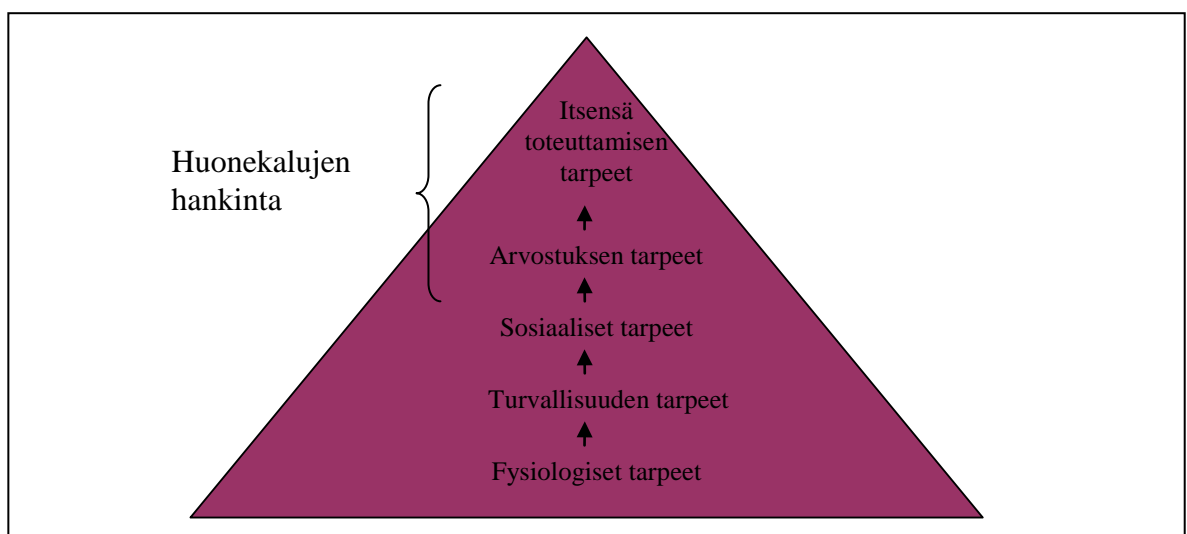 Huonekalujen
hankinta
Itsensä
toteuttamisen
tarpeet
Arvostuksen tarpeet
Sosiaaliset tarpeet
Turvallisuuden tarpeet
Fysiologiset tarpeet